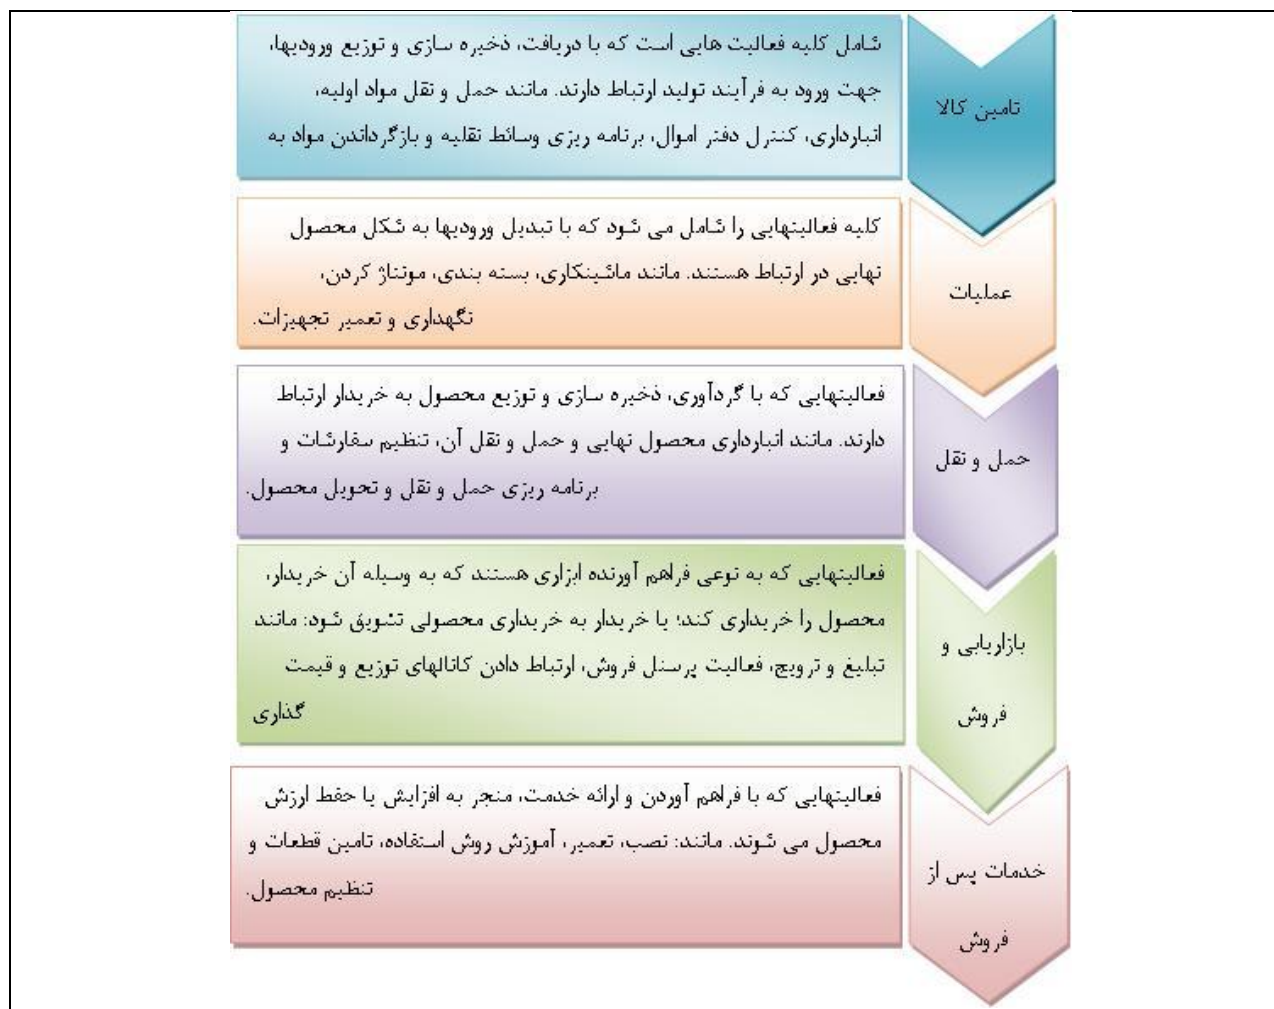 تامین کالا
شامل کلیه فعالیت هایی است که با دریافت، ذخیره سازی و توزیع ورودیها،
جهت ورود به فرآیند تولید ارتباط دارند. مانند حمل و نقل مواد اولیه،
انبارداری، کنترل دفتر اموال، برنامه ریزی وسائط نقلیه و بازگرداندن مواد به
عملیات
کلیه فعالیتهایی را شامل می شود که با تبدیل ورودیها به شکل محصول
نهایی در ارتباط هستند. مانند ماشینکاری، بسته بندی، مونتاژ کردن،
نگهداری و تعمیر تجهیزات.
حمل و نقل
فعالیتهایی که با گردآوری، ذخیره سازی و توزیع محصول به خریدار ارتباط
دارند. مانند انبارداری محصول نهایی و حمل و نقل آن، تنظیم سفارشات و
برنامه ریزی حمل و نقل و تحویل محصول.
بازاریابی و
فروش
فعالیتهایی که به نوعی فراهم آورنده ابزاری هستند که به وسیله آن خریدار،
محصول را خریداری کند؛ یا خریدار به خریداری محصولی تشویق شود: مانند
تبلیغ و ترویج، فعالیت پرسنل فروش، ارتباط دادن کانالهای توزیع و قیمت
گذاری
خدمات پس از
فروش
فعالیتهایی که با فراهم آوردن و ارائه خدمت، منجر به افزایش یا حفظ ارزش
محصول می شوند. مانند: نصب، تعمیر، آموزش روش استفاده، تامین قطعات و
تنظیم محصول.